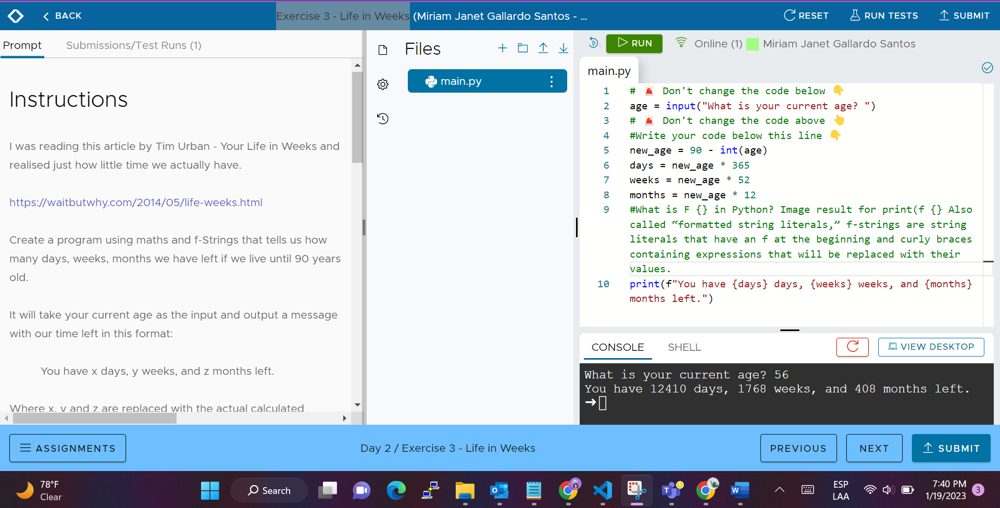 BACK
Exercise 3 - Life in Weeks (Miriam Janet Gallardo Santos - ...
RESET
RUN TESTS
SUBMIT
Prompt
Submissions/Test Runs (1)
Instructions
I was reading this article by Tim Urban - Your Life in Weeks and
realised just how little time we actually have.
https://waitbutwhy.com/2014/05/life-weeks.html
Create a program using maths and f-Strings that tells us how
many days, weeks, months we have left if we live until 90 years
old.
It will take your current age as the input and output a message
with our time left in this format:
You have x days, y weeks, and z months left.
Where x, y and z are replaced with the actual calculated
Files
main.py
RUN
Online (1)
Miriam Janet Gallardo Santos
main.py
1 # 🚨 Don't change the code below 👇
2 age = input("What is your current age? ")
3 # 🚨 Don't change the code above 👆
4 #Write your code below this line 👇
5 new_age = 90 - int(age)
6 days = new_age * 365
7 weeks = new_age * 52
8 months = new_age * 12
9 #What is F {} in Python? Image result for print(f {} Also
called “formatted string literals,” f-strings are string
literals that have an f at the beginning and curly braces
containing expressions that will be replaced with their
values.
10 print(f"You have {days} days, {weeks} weeks, and {months}
months left.")
CONSOLE
SHELL
VIEW DESKTOP
What is your current age? 56
You have 12410 days, 1768 weeks, and 408 months left.
ASSIGNMENTS
Day 2 / Exercise 3 - Life in Weeks
PREVIOUS
NEXT
SUBMIT
78°F
Clear
Search
ESP
LAA
7:40 PM
1/19/2023
3